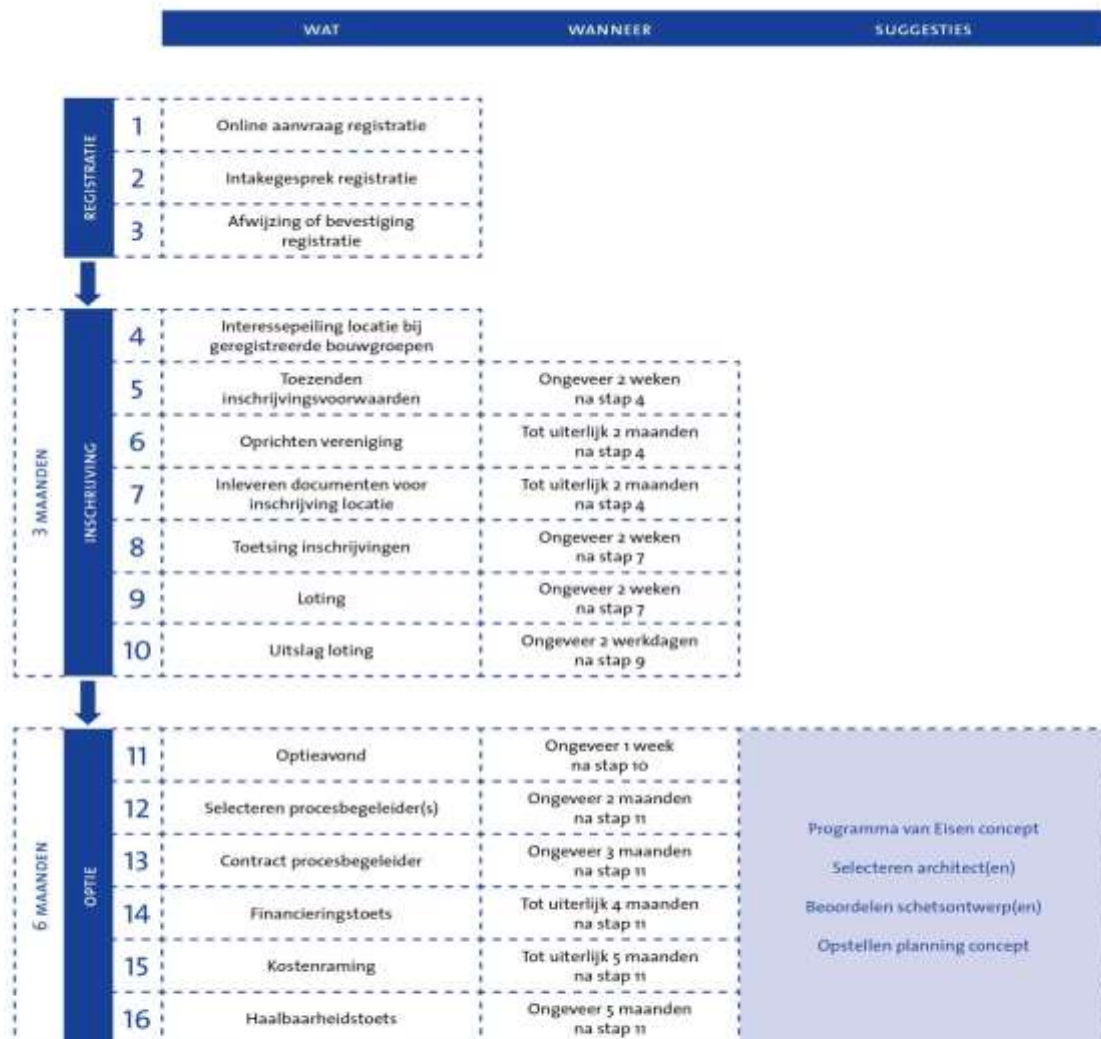 WAT WANNEER SUGGESTIES
REGISTRATIE
1 Online aanvraag registratie
2 Intakegesprek registratie
3 Afwijzing of bevestiging
registratie
3 MAANDEN
INSCHRIJVING
4 Interessepeiling locatie bij
geregistreerde bouwgroepen
5 Toezenden
inschrijvingsvoorwaarden
Ongeveer 2 weken
na stap 4
6 Oprichten vereniging
Tot uiterlijk 2 maanden
na stap 4
7 Inleveren documenten voor
inschrijving locatie
Tot uiterlijk 2 maanden
na stap 4
8 Toetsing inschrijvingen
Ongeveer 2 weken
na stap 7
9 Loting
Ongeveer 2 weken
na stap 7
10 Uitslag loting
Ongeveer 2 werkdagen
na stap 9
6 MAANDEN
OPTIE
11 Optieavond
Ongeveer 1 week
na stap 10
12 Selecteren procesbegeleider(s)
Ongeveer 2 maanden
na stap 11
13 Contract procesbegeleider
Ongeveer 3 maanden
na stap 11
14 Financieringstoets
Tot uiterlijk 4 maanden
na stap 11
15 Kostenraming
Tot uiterlijk 5 maanden
na stap 11
16 Haalbaarheidstoets
Ongeveer 5 maanden
na stap 11
Programma van Eisen concept
Selecteren architect(en)
Beoordelen schetsontwerp(en)
Opstellen planning concept